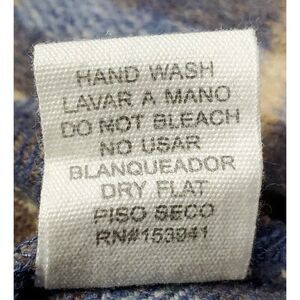 HAND WASH
LAVAR A MANO
DO NOT BLEACH
NO USAR
BLANQUEADOR
DRY FLAT
PISO SECO
RN#153941